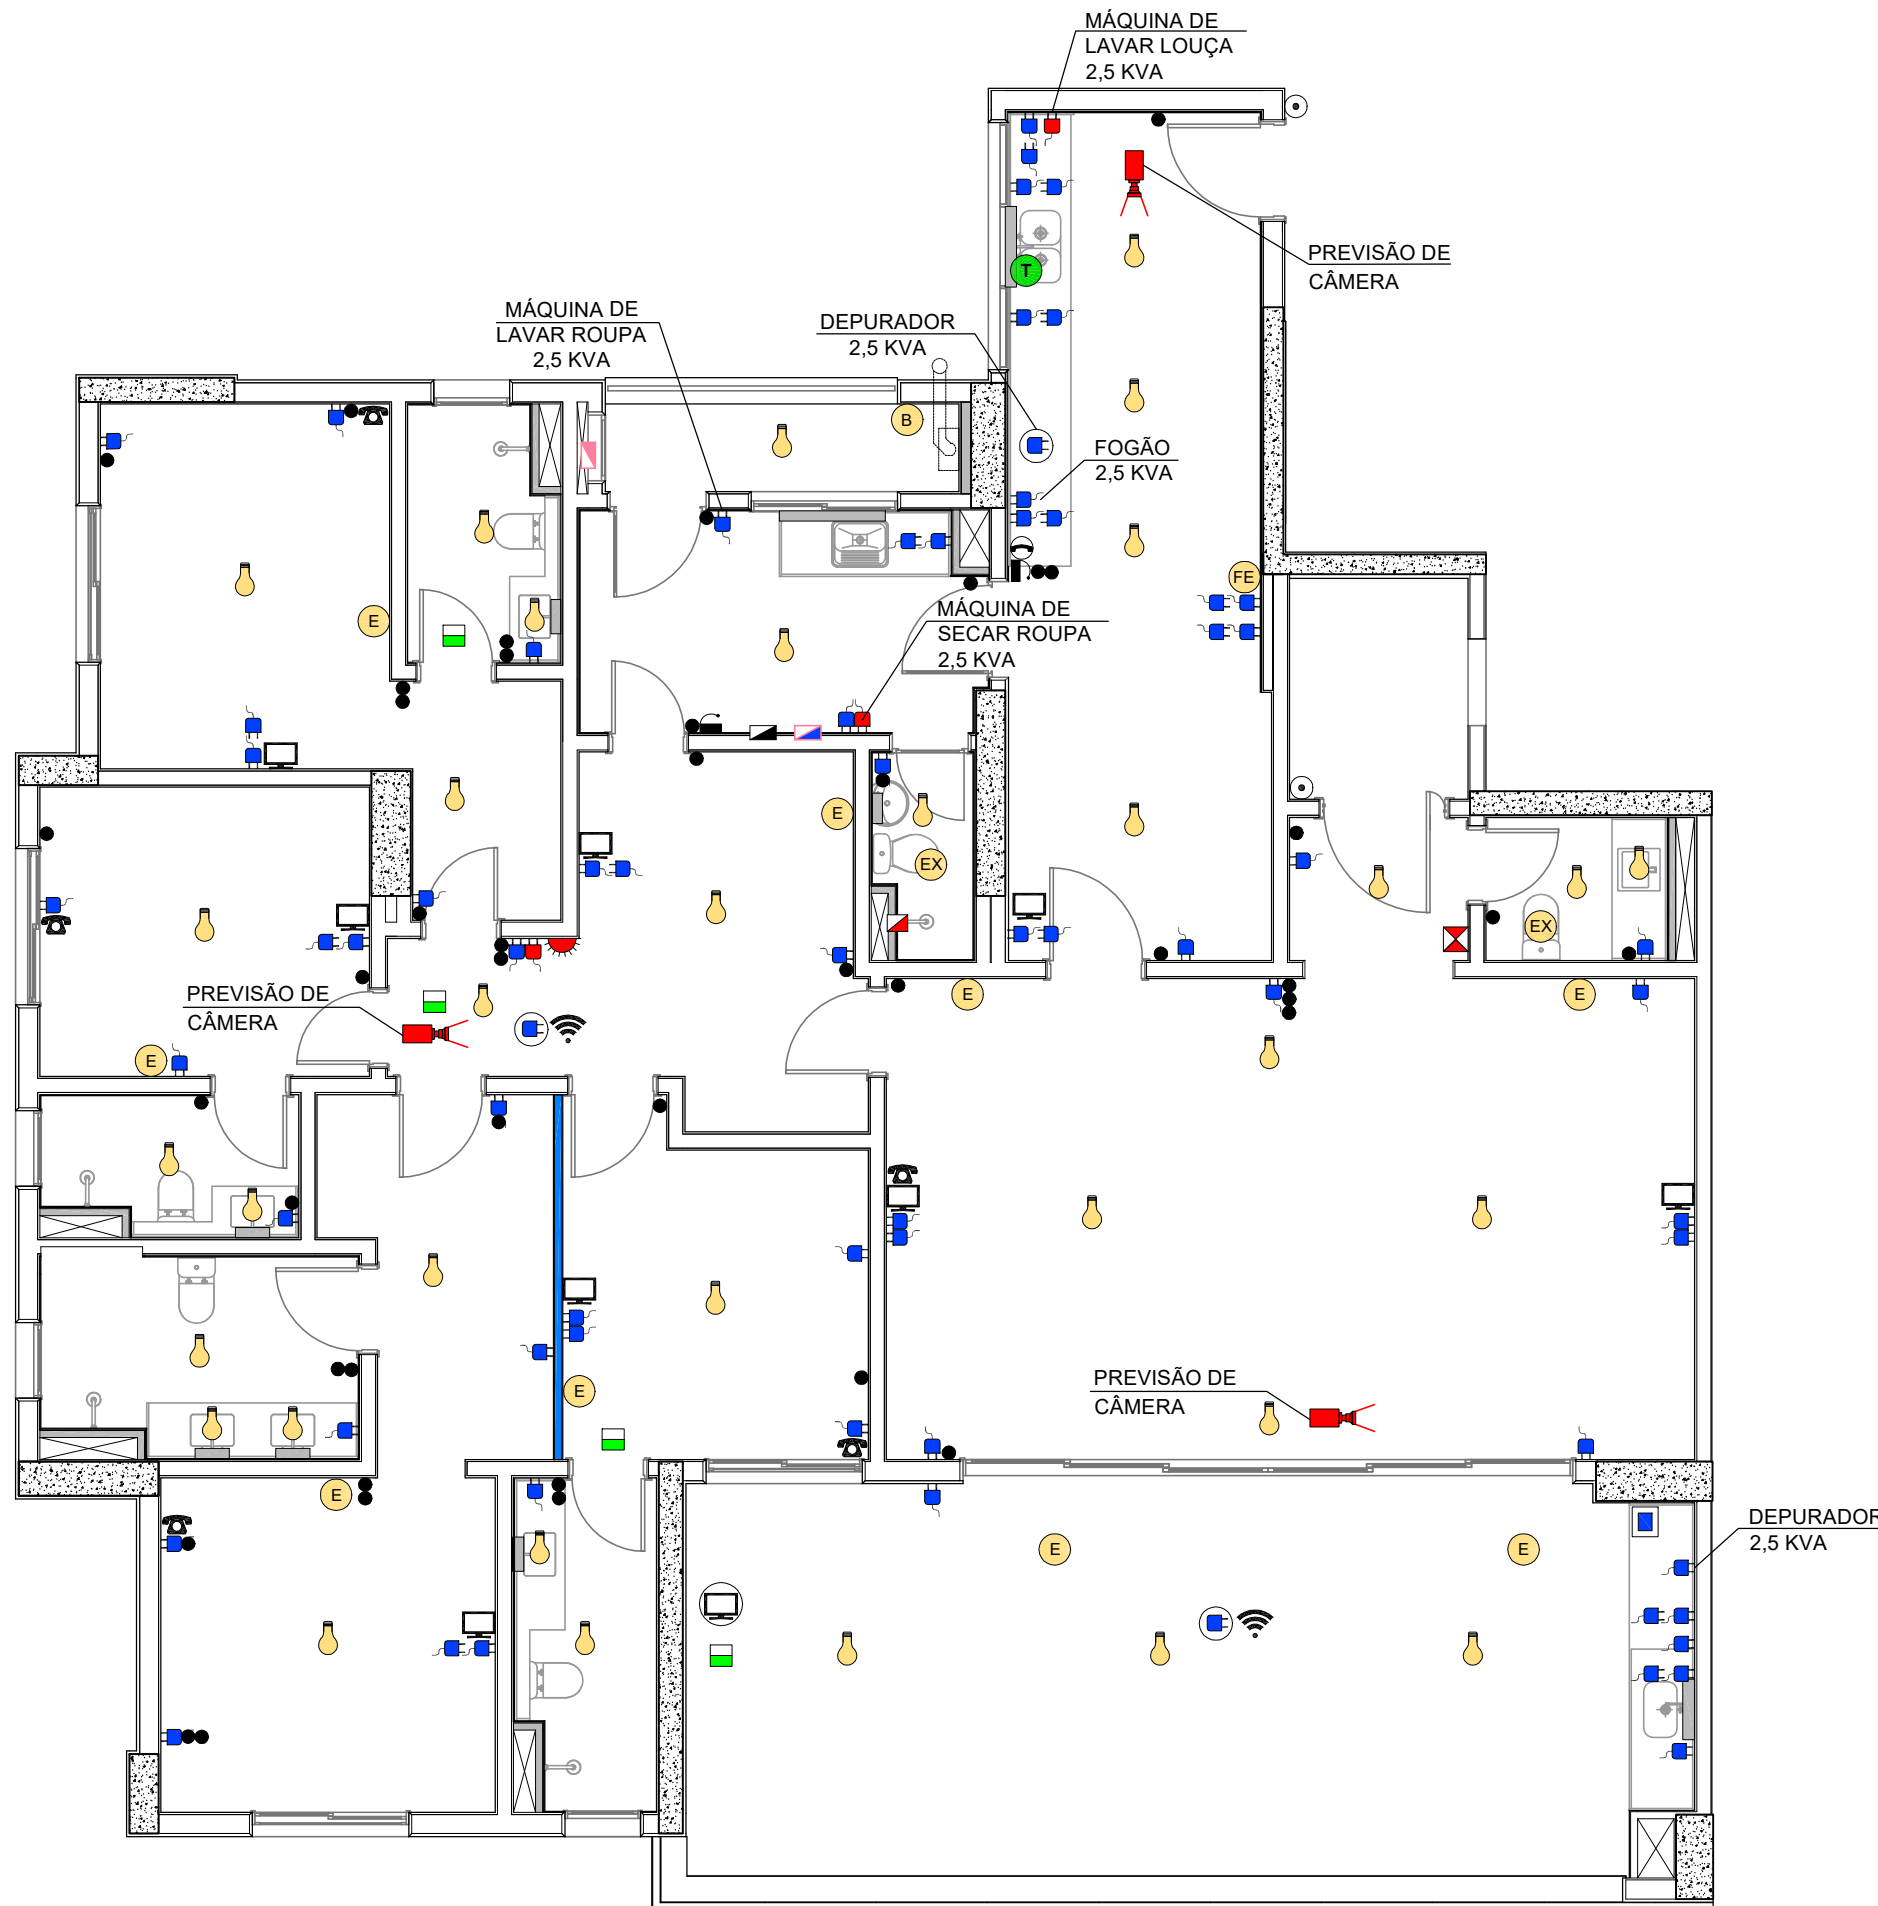 MÁQUINA DE
LAVAR LOUÇA
2,5 KVA
PREVISÃO DE
CÂMERA
T
MÁQUINA DE
LAVAR ROUPA
2,5 KVA
DEPURADOR
2,5 KVA
B
FOGÃO
2,5 KVA
FE
E
MÁQUINA DE
SECAR ROUPA
2,5 KVA
E
EX
EX
PREVISÃO DE
CÂMERA
E
E
E
PREVISÃO DE
CÂMERA
E
E
DEPURADOR
2,5 KVA
E
E